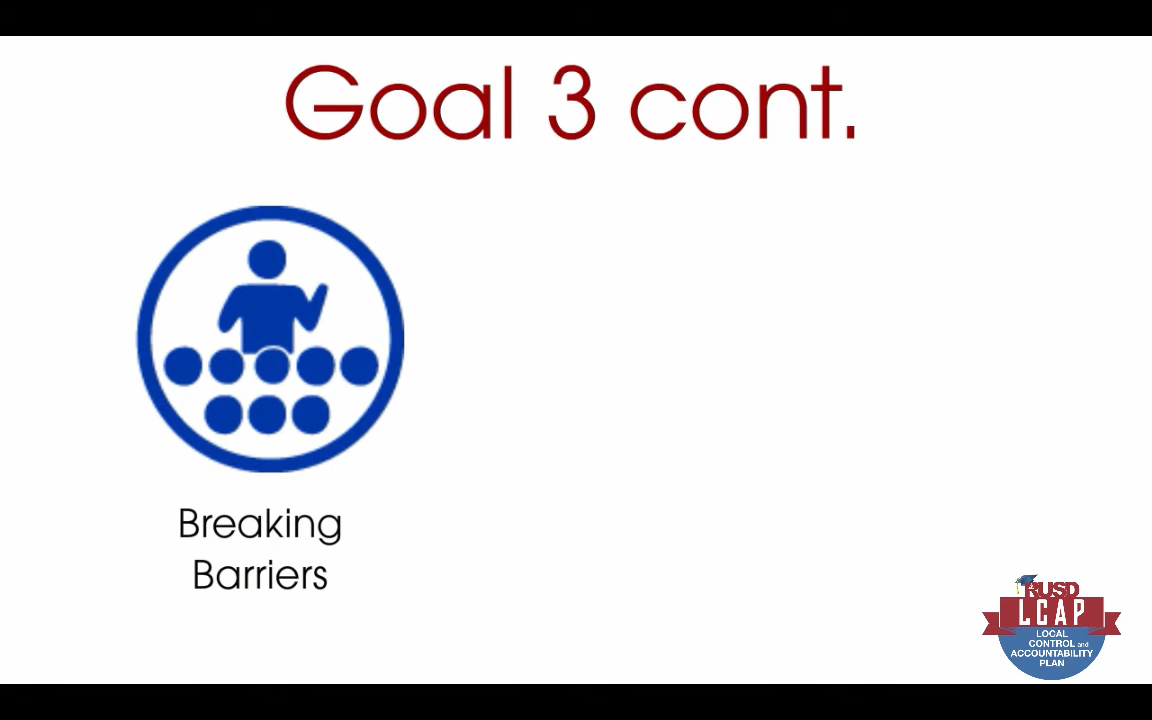 Goal 3 cont.
Breaking
Barriers
RUSD
LCAP
LOCAL
CONTROL and
ACCOUNTABILITY
PLAN